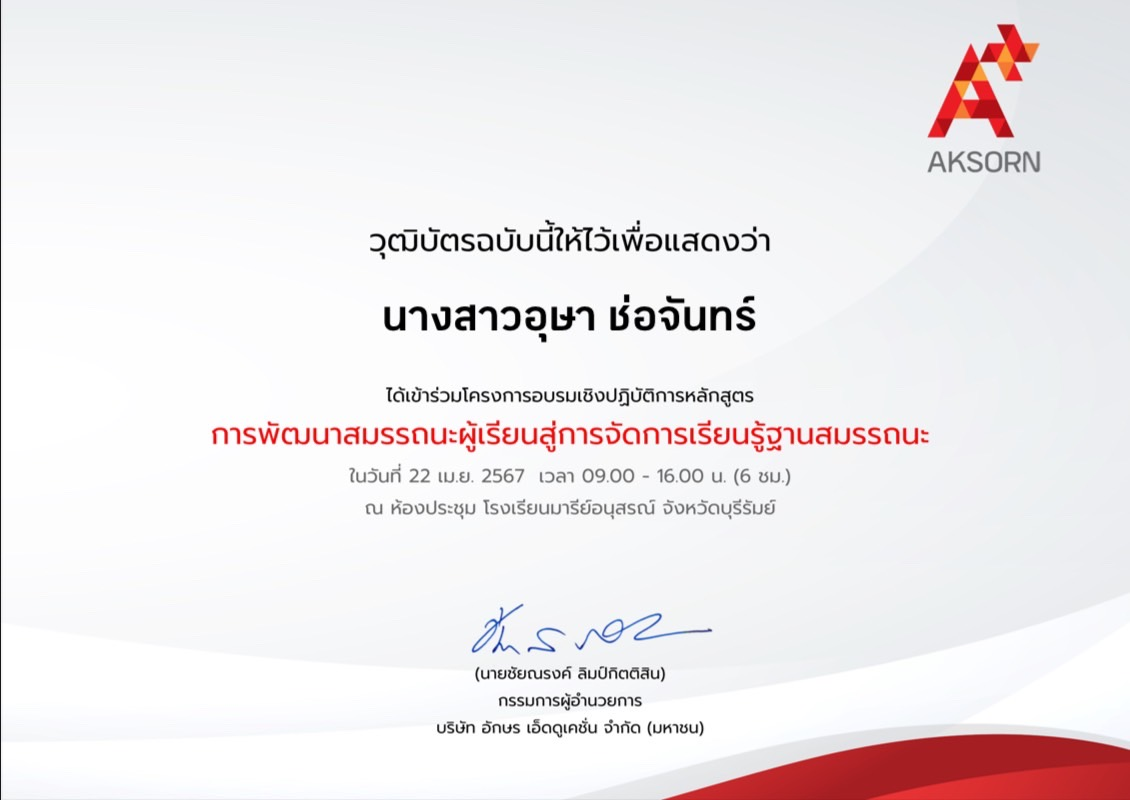 AKSORN
วุฒิบัตรฉบับนี้ให้ไว้เพื่อแสดงว่า
นางสาวอุษา ช่อจันทร์
ได้เข้าร่วมโครงการอบรมเชิงปฏิบัติการหลักสูตร
การพัฒนาสมรรถนะผู้เรียนสู่การจัดการเรียนรู้ฐานสมรรถนะ
ในวันที่ 22 เม.ย. 2567 เวลา 09.00 - 16.00 น. (6 ชม.)
ณ ห้องประชุม โรงเรียนมารีย์อนุสรณ์ จังหวัดบุรีรัมย์
(นายชัยณรงค์ ลิมป์กิตติสิน)
กรรมการผู้อำนวยการ
บริษัท อักษร เอ็ดดูเคชั่น จำกัด (มหาชน)